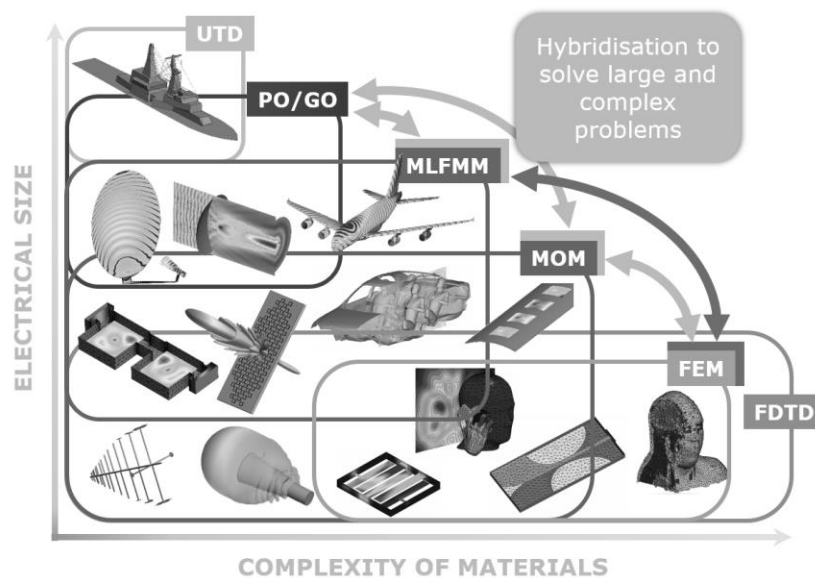 UTD
Hybridisation to
solve large and
complex
problems
PO/GO
MLFMM
MOM
FEM
FDTD
ELECTRICAL SIZE
COMPLEXITY OF MATERIALS